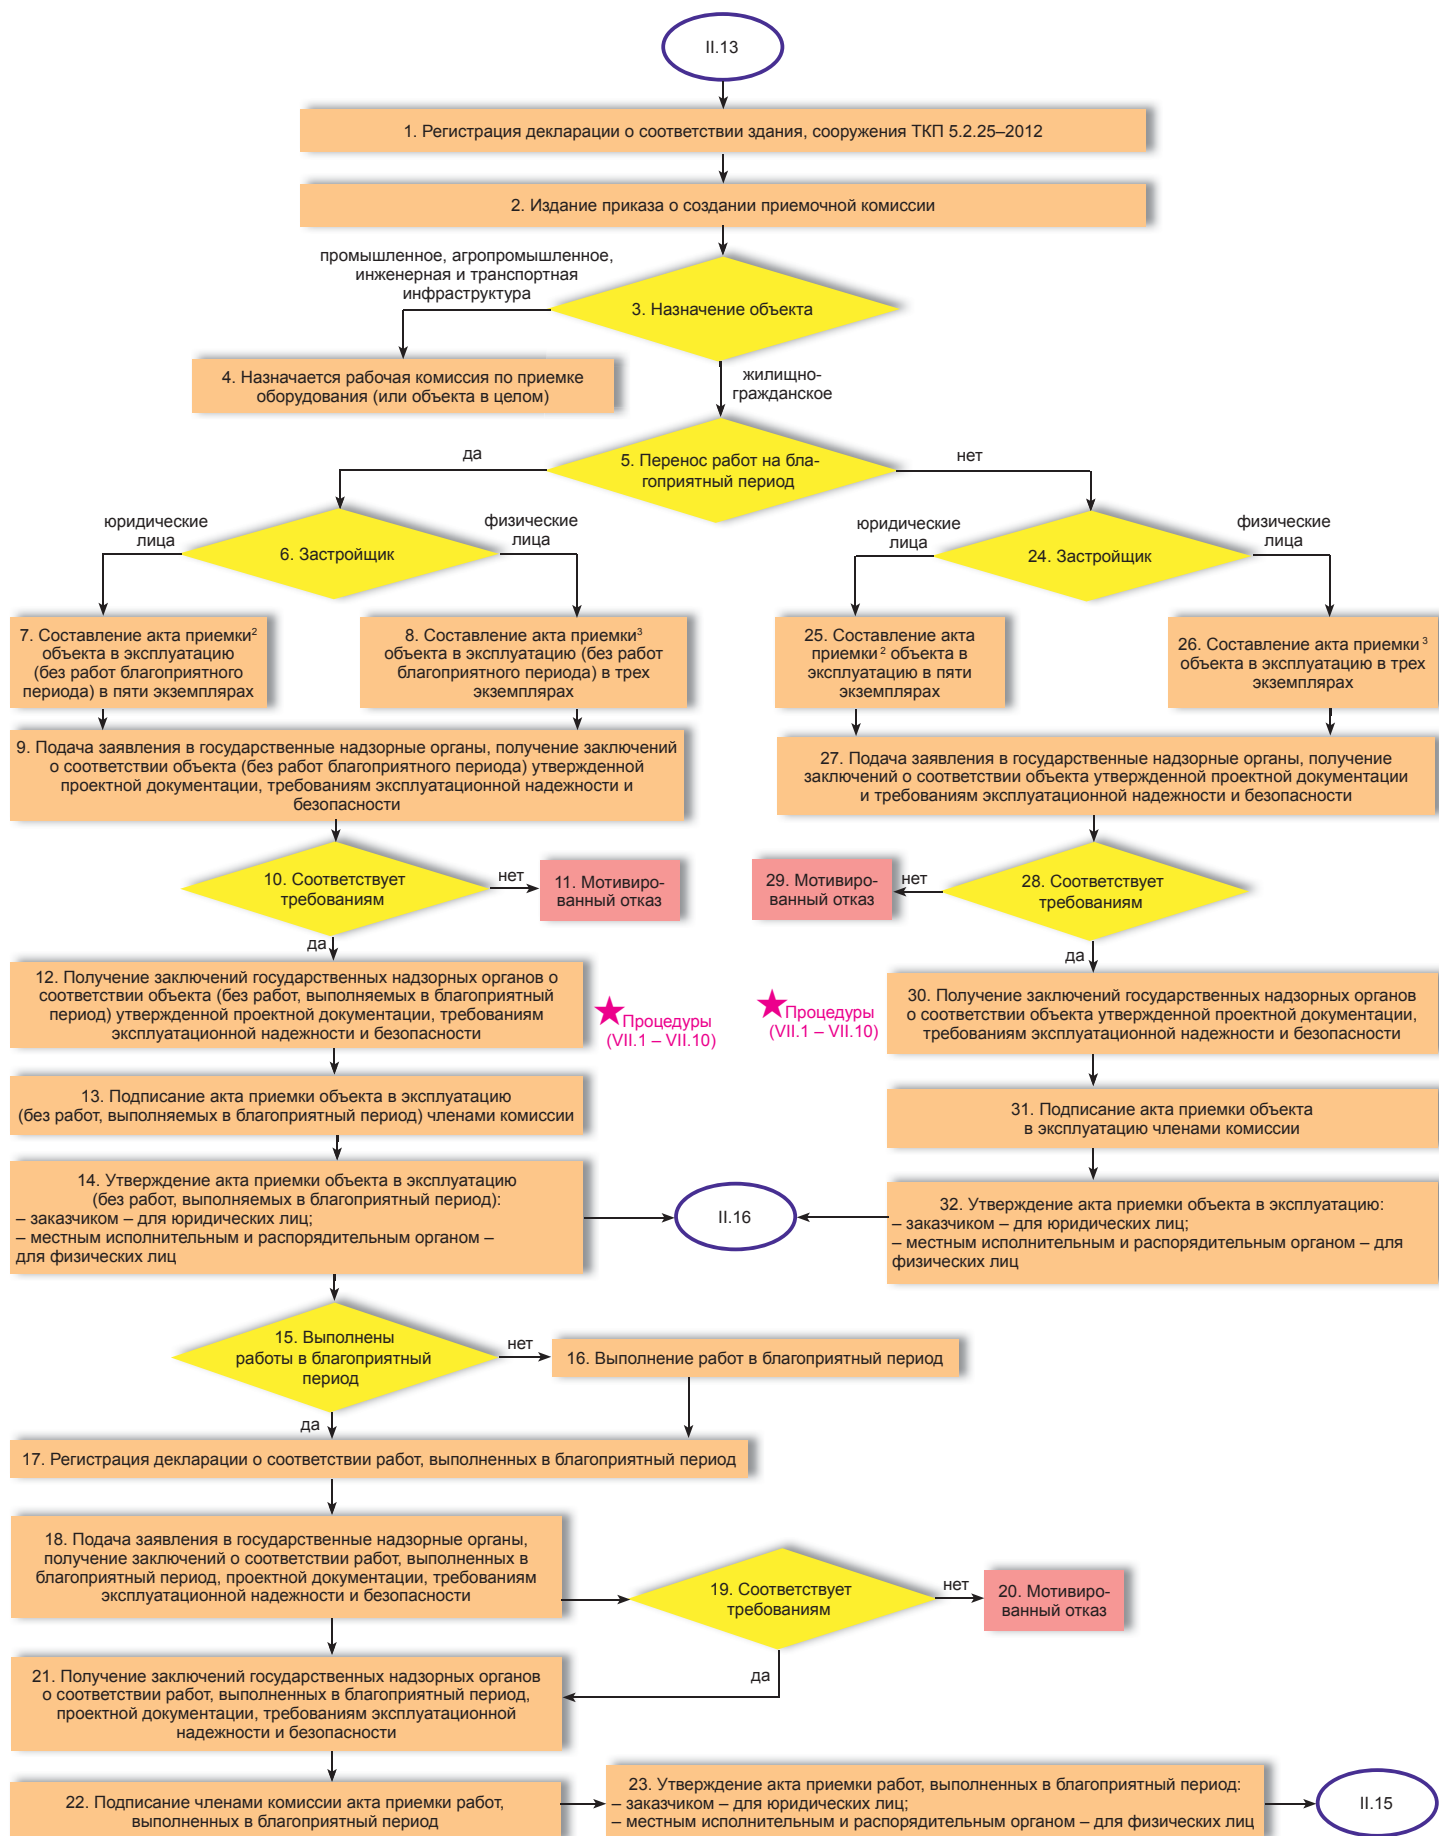 II.13
1. Регистрация декларации о соответствии здания, сооружения ТКП 5.2.25–2012
2. Издание приказа о создании приемочной комиссии
промышленное, агропромышленное,
инженерная и транспортная
инфраструктура
3. Назначение объекта
4. Назначается рабочая комиссия по приемке
оборудования (или объекта в целом)
жилищно-
гражданское
да
5. Перенос работ на бла-
гоприятный период
нет
юридические
лица
6. Застройщик
физические
лица
юридические
лица
24. Застройщик
физические
лица
7. Составление акта приемки²
объекта в эксплуатацию
(без работ благоприятного
периода) в пяти экземплярах
8. Составление акта приемки³
объекта в эксплуатацию (без работ
благоприятного периода) в трех
экземплярах
25. Составление акта
приемки² объекта в
эксплуатацию в пяти
экземплярах
26. Составление акта приемки³
объекта в эксплуатацию в трех
экземплярах
9. Подача заявления в государственные надзорные органы, получение заключений
о соответствии объекта (без работ благоприятного периода) утвержденной
проектной документации, требованиям эксплуатационной надежности и
безопасности
27. Подача заявления в государственные надзорные органы, получение
заключений о соответствии объекта утвержденной проектной документации
и требованиям эксплуатационной надежности и безопасности
10. Соответствует
требованиям
нет
11. Мотивиро-
ванный отказ
29. Мотивиро-
ванный отказ
нет
28. Соответствует
требованиям
да
да
12. Получение заключений государственных надзорных органов о
соответствии объекта (без работ, выполняемых в благоприятный
период) утвержденной проектной документации, требованиям
эксплуатационной надежности и безопасности
Процедуры
(VII.1 – VII.10)
Процедуры
(VII.1 – VII.10)
30. Получение заключений государственных надзорных органов
о соответствии объекта утвержденной проектной документации,
требованиям эксплуатационной надежности и безопасности
13. Подписание акта приемки объекта в эксплуатацию
(без работ, выполняемых в благоприятный период) членами комиссии
31. Подписание акта приемки объекта
в эксплуатацию членами комиссии
14. Утверждение акта приемки объекта в эксплуатацию
(без работ, выполняемых в благоприятный период):
– заказчиком – для юридических лиц;
– местным исполнительным и распорядительным органом –
для физических лиц
II.16
32. Утверждение акта приемки объекта в эксплуатацию:
– заказчиком – для юридических лиц;
– местным исполнительным и распорядительным органом – для
физических лиц
15. Выполнены
работы в благоприятный
период
нет
16. Выполнение работ в благоприятный период
да
17. Регистрация декларации о соответствии работ, выполненных в благоприятный период
18. Подача заявления в государственные надзорные органы,
получение заключений о соответствии работ, выполненных в
благоприятный период, проектной документации, требованиям
эксплуатационной надежности и безопасности
19. Соответствует
требованиям
нет
20. Мотивиро-
ванный отказ
да
21. Получение заключений государственных надзорных органов
о соответствии работ, выполненных в благоприятный период,
проектной документации, требованиям эксплуатационной
надежности и безопасности
22. Подписание членами комиссии акта приемки работ,
выполненных в благоприятный период
23. Утверждение акта приемки работ, выполненных в благоприятный период:
– заказчиком – для юридических лиц;
– местным исполнительным и распорядительным органом – для физических лиц
II.15